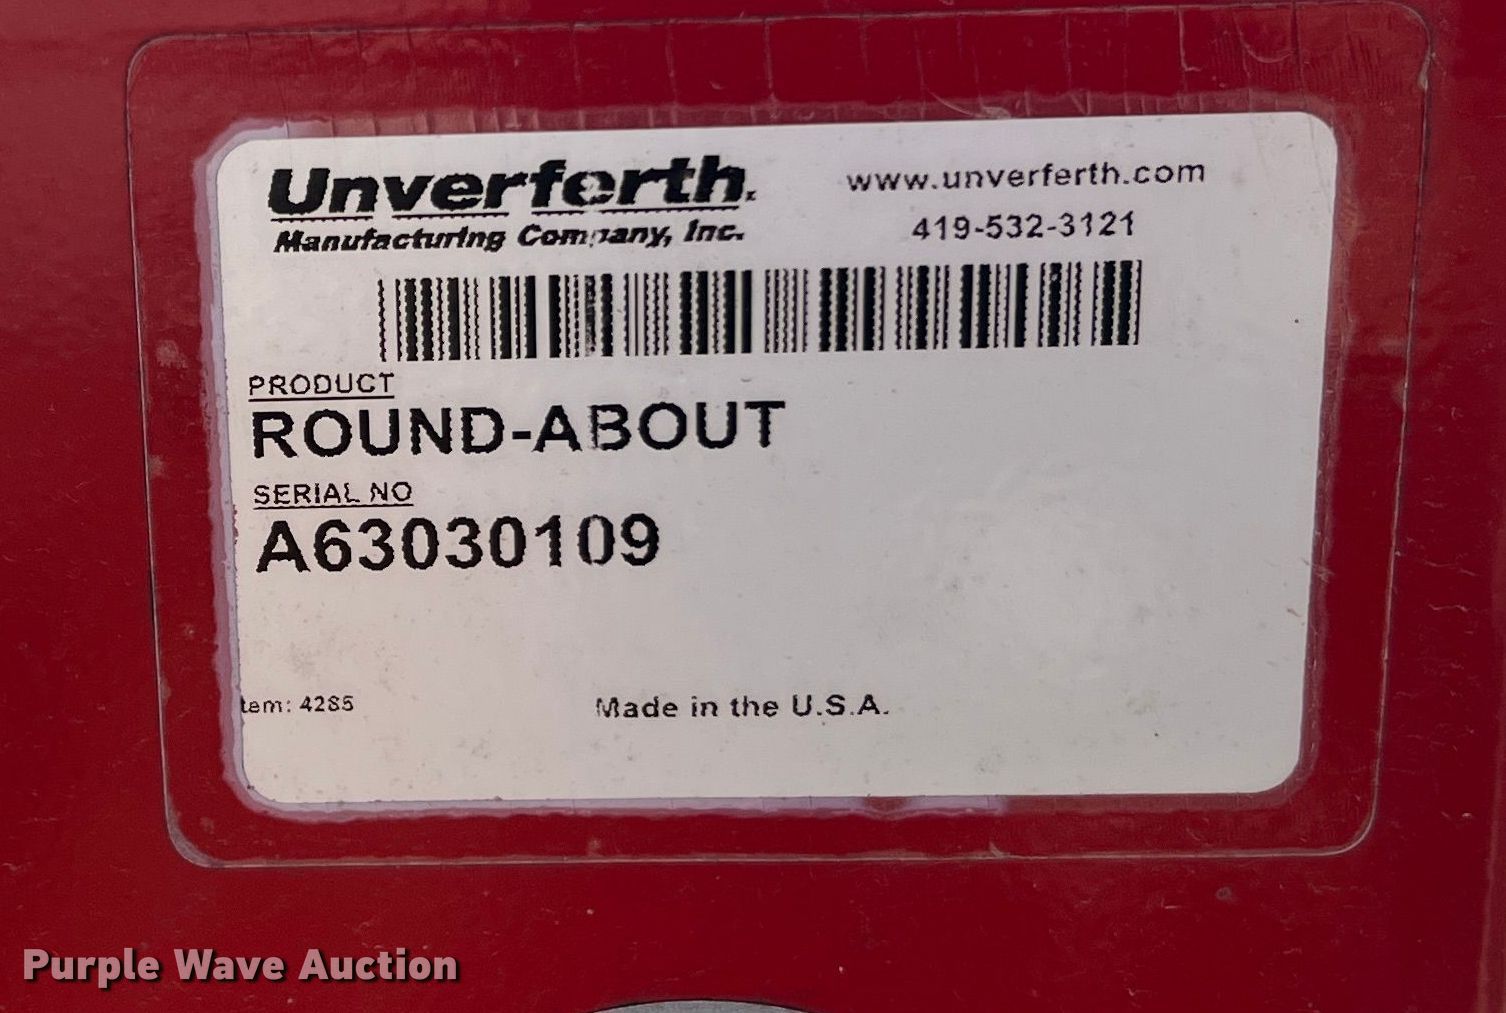 Unverferth
Manufacturing Company, Inc.
www.unverferth.com
419-532-3121
PRODUCT
ROUND-ABOUT
SERIAL NO
A63030109
tem: 4285
Made in the U.S.A.
Purple Wave Auction